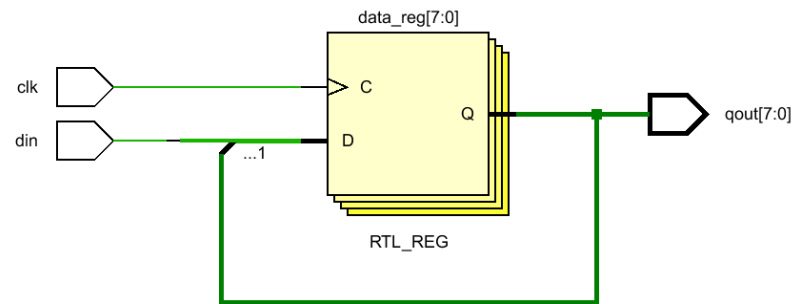 data_reg[7:0]
clk
C
Q
qout[7:0]
din
D
...1
RTL_REG